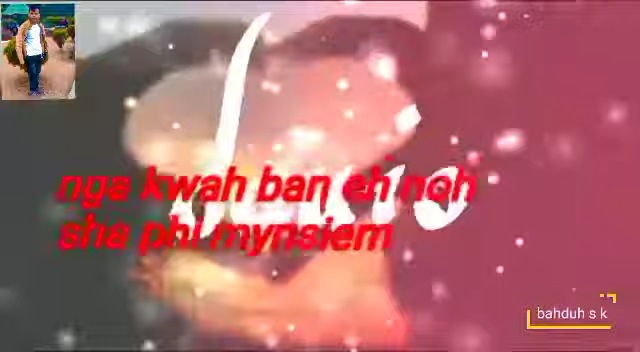 nga kwah ban eh noh
sha phi mynsiem
bahduh s k